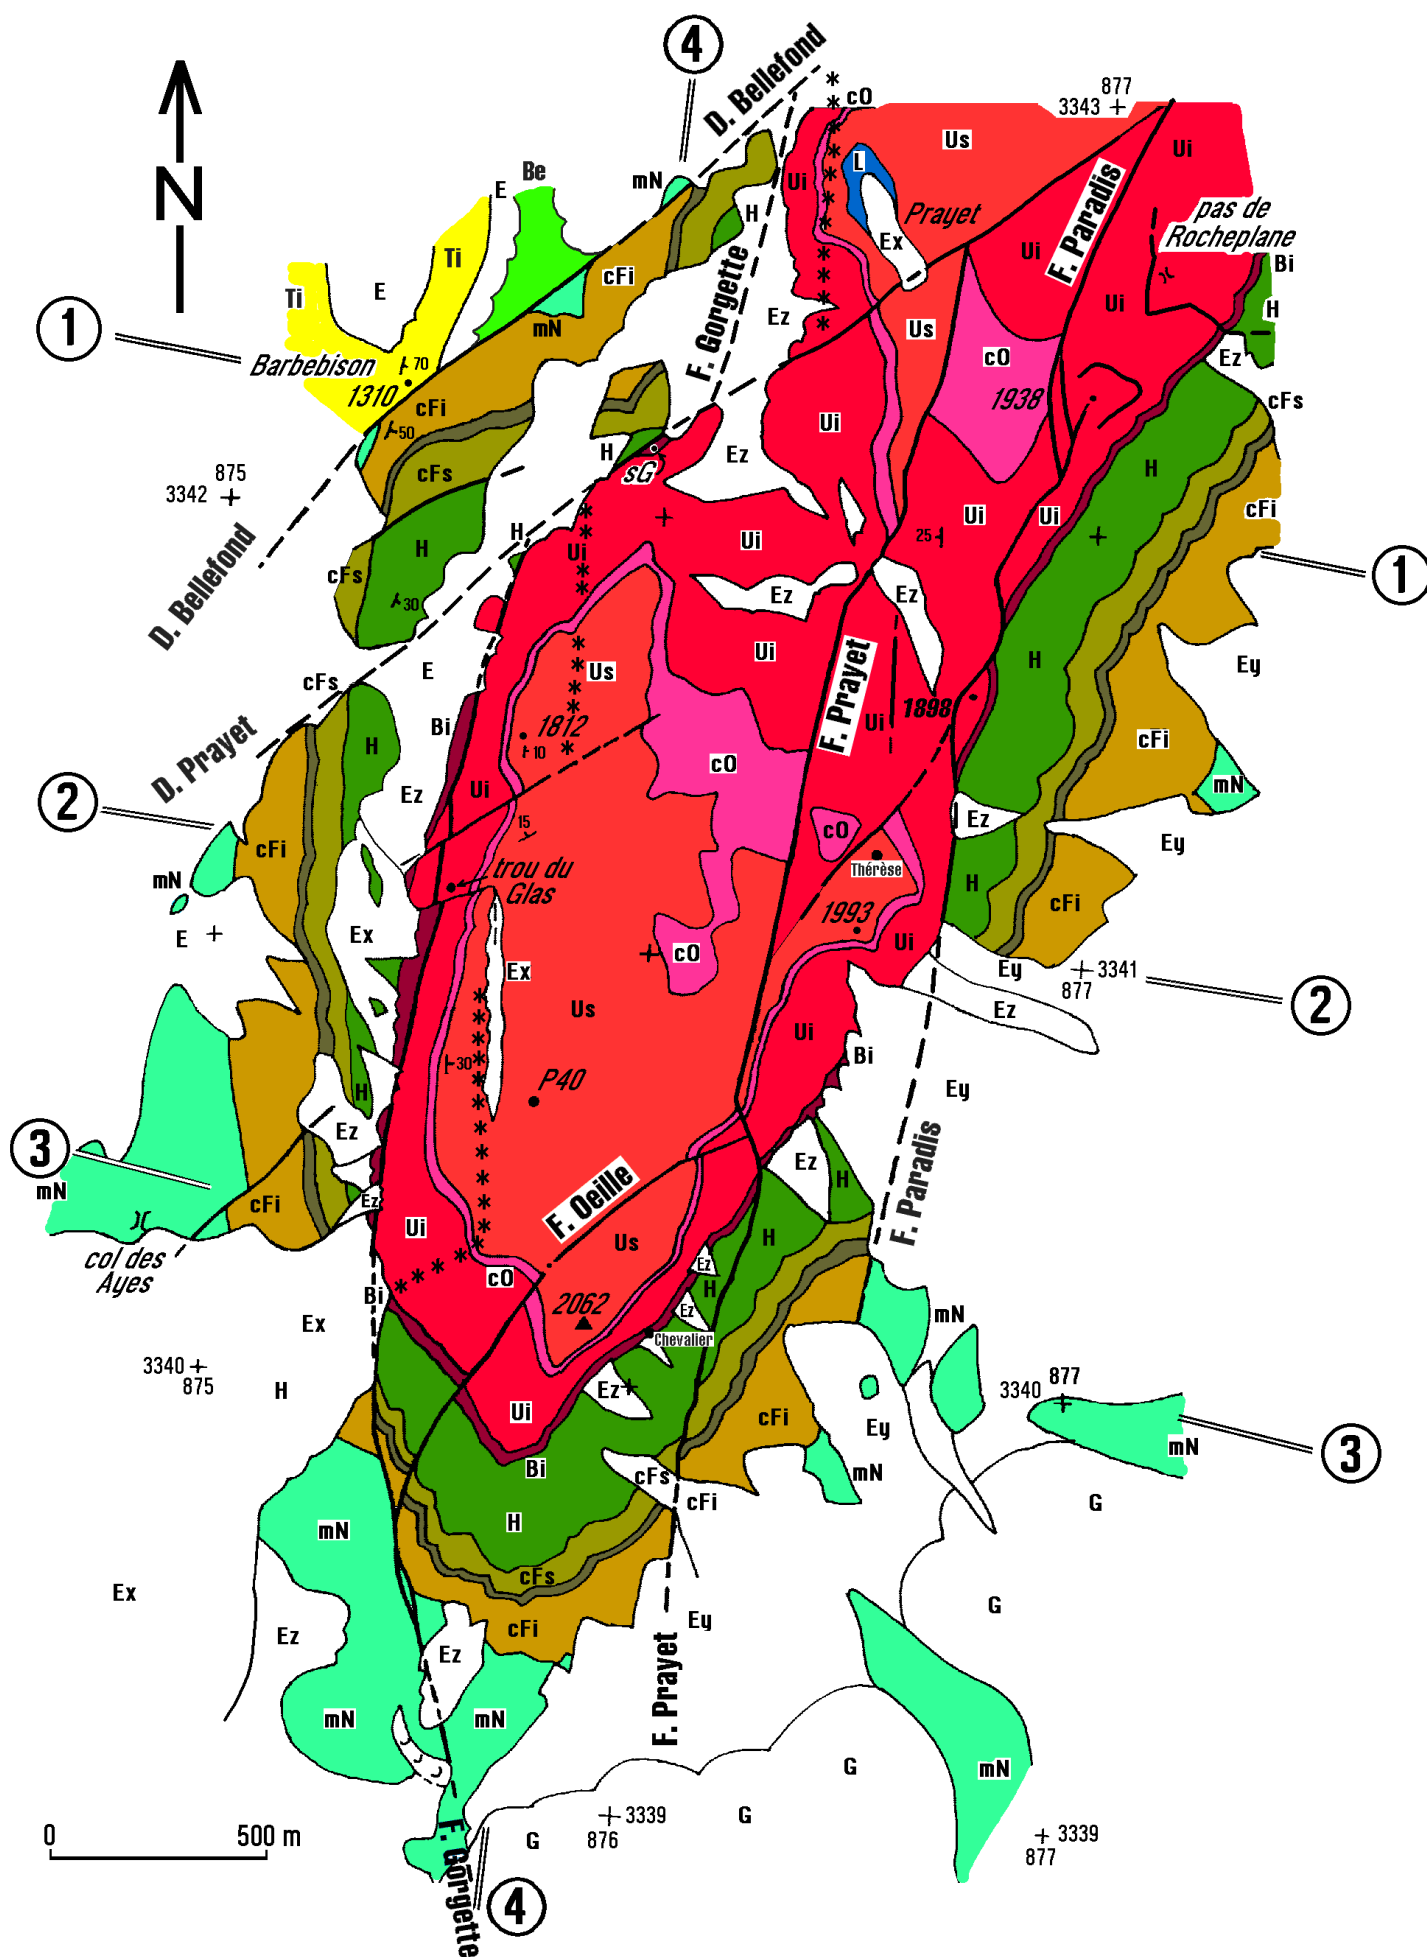 4
D. Bellefond
877
3343
cO
Us
Ui
N
Be
E
mN
L
Ui
H
Prayet
F. Paradis
pas de
Rocheplane
Ti
Ex
Ui
Bi
Ti
E
cFi
Ez
Ui
H
1
mN
F. Gorgette
Us
cO
Ez
Barbebison
70
1310
1938
cFs
cFi
50
Ui
Ez
H
875
3342
cFs
H
sG
H
cFi
Ui
Ui
H
Ui
Ui
25
D. Bellefond
cFs
30
Ez
Ez
1
Ui
H
Ey
E
Us
cFs
F. Prayet
Bi
1812
Ui
1898
D. Prayet
H
10
cO
cFi
Ui
mN
2
Ez
15
cO
Ez
Ey
cFi
trou du
Glas
Thérèse
H
mN
1993
cFi
E
Ex
cO
Ui
Ex
Ey
3341
877
2
Us
Ez
Ui
Bi
30
P40
Ey
H
3
Ez
Ez
H
F. Paradis
mN
cFi
Ez
F. Oeille
Ui
Us
H
col des
Ayes
cO
Ez
Bi
H
2062
Ez
mN
Ex
Chevalier
3340
875
H
Ez
877
3340
Ui
cFi
Ey
3
mN
Bi
cFs
mN
cFi
G
mN
H
cFs
Ex
G
cFi
Ey
Ez
Ez
F. Prayet
mN
mN
mN
G
F. Gorgette
0
500 m
G
3339
876
G
3339
877
4